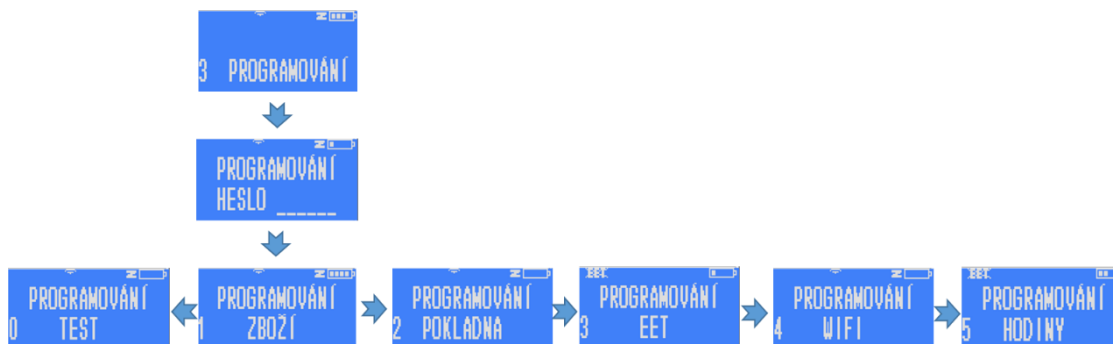 N
3 PROGRAMOVÁNÍ
N
PROGRAMOVÁNÍ
HESLO ______
N
PROGRAMOVÁNÍ
0 TEST
N
PROGRAMOVÁNÍ
1 ZBOŽÍ
N
PROGRAMOVÁNÍ
2 POKLADNA
EET
PROGRAMOVÁNÍ
3 EET
N
PROGRAMOVÁNÍ
4 WIFI
EET
PROGRAMOVÁNÍ
5 HODINY